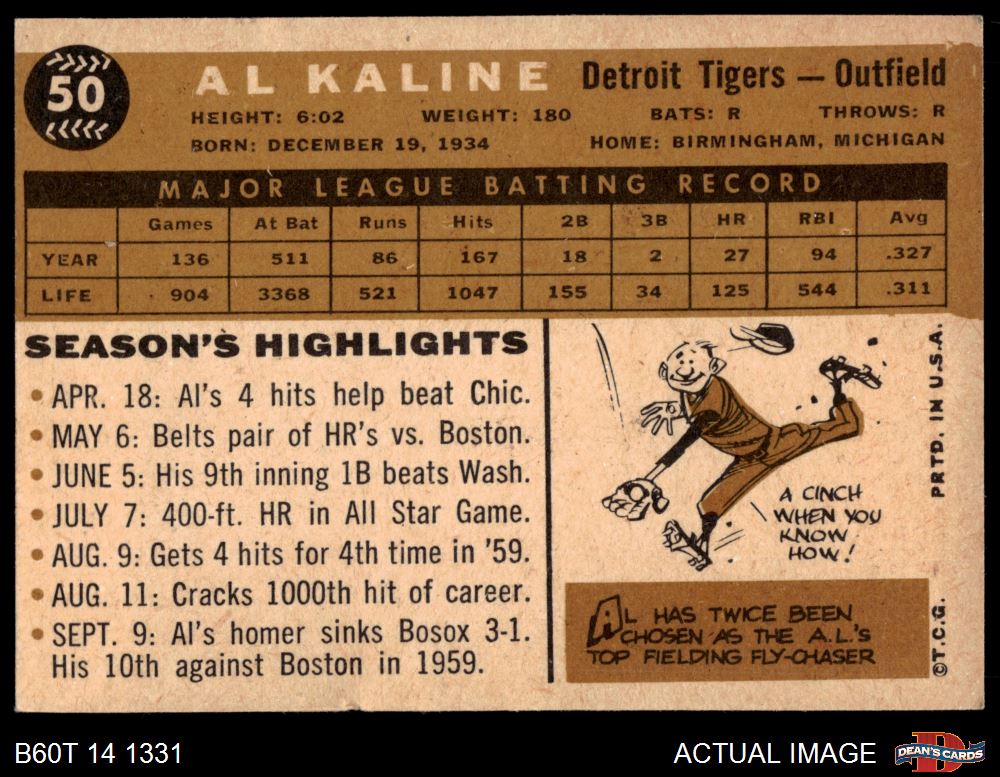 50
AL KALINE Detroit Tigers — Outfield
HEIGHT: 6:02 WEIGHT: 180 BATS: R THROWS: R
BORN: DECEMBER 19, 1934 HOME: BIRMINGHAM, MICHIGAN
MAJOR LEAGUE BATTING RECORD
Games At Bat Runs Hits 2B 3B HR RBI Avg
YEAR 136 511 86 167 18 2 27 94 .327
LIFE 904 3368 521 1047 155 34 125 544 .311
SEASON'S HIGHLIGHTS
• APR. 18: Al's 4 hits help beat Chic.
• MAY 6: Belts pair of HR's vs. Boston.
• JUNE 5: His 9th inning 1B beats Wash.
• JULY 7: 400-ft. HR in All Star Game.
• AUG. 9: Gets 4 hits for 4th time in '59.
• AUG. 11: Cracks 1000th hit of career.
• SEPT. 9: Al's homer sinks Bosox 3-1.
His 10th against Boston in 1959.
A CINCH
WHEN YOU
KNOW
HOW!
AL HAS TWICE BEEN
CHOSEN AS THE A.L.'S
TOP FIELDING FLY-CHASER
©T.C.G. PRTD. IN U.S.A.
B60T 14 1331 ACTUAL IMAGE DEAN'S CARDS